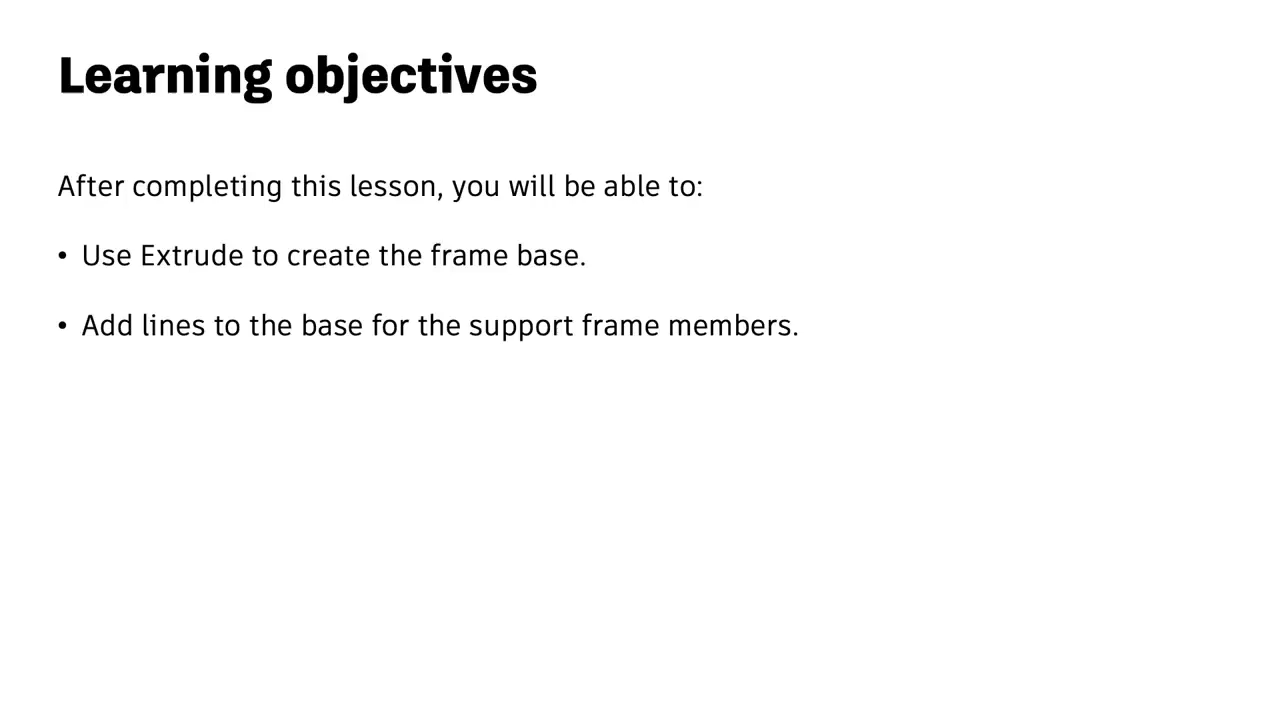 Learning objectives
After completing this lesson, you will be able to:
• Use Extrude to create the frame base.
• Add lines to the base for the support frame members.